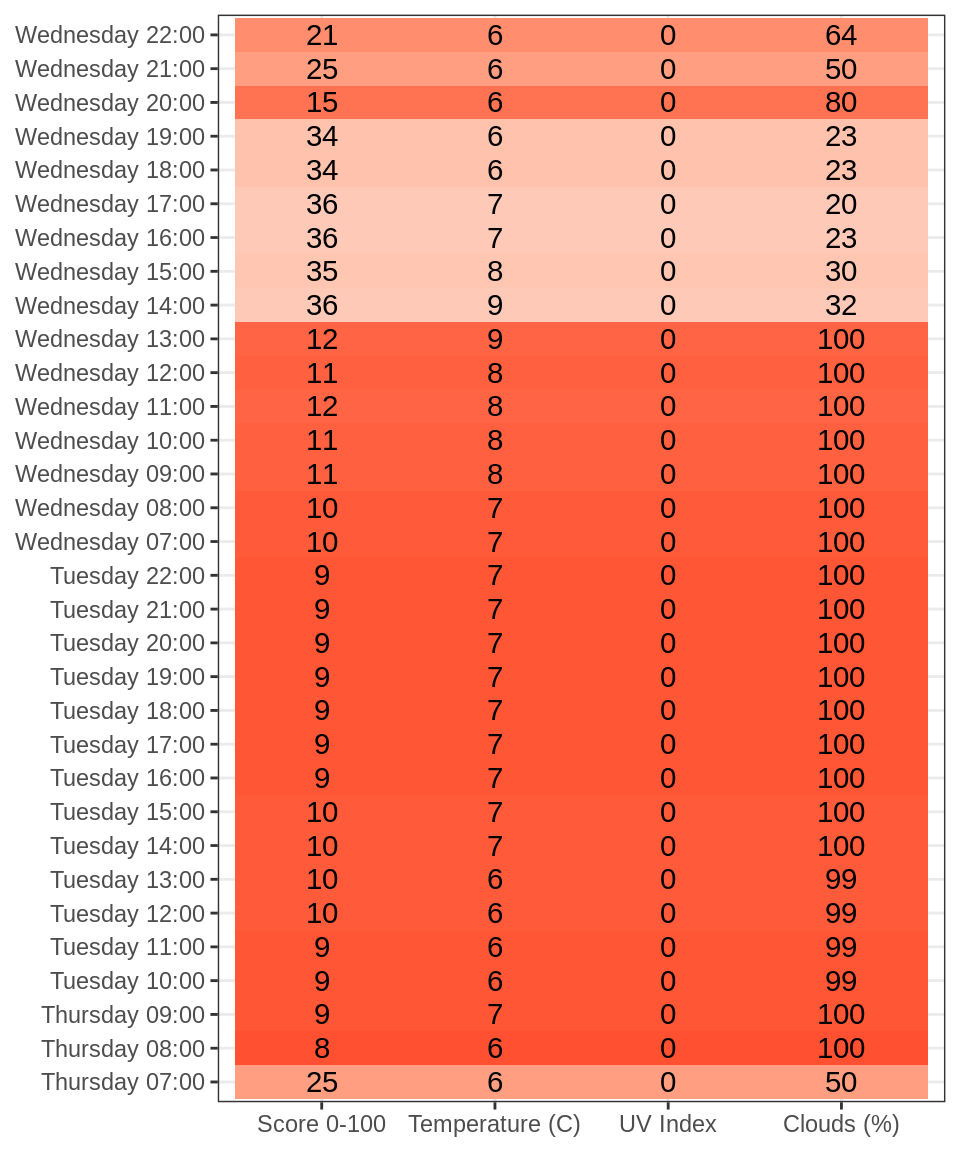 Wednesday 22:00 21 6 0 64
Wednesday 21:00 25 6 0 50
Wednesday 20:00 15 6 0 80
Wednesday 19:00 34 6 0 23
Wednesday 18:00 34 6 0 23
Wednesday 17:00 36 7 0 20
Wednesday 16:00 36 7 0 23
Wednesday 15:00 35 8 0 30
Wednesday 14:00 36 9 0 32
Wednesday 13:00 12 9 0 100
Wednesday 12:00 11 8 0 100
Wednesday 11:00 12 8 0 100
Wednesday 10:00 11 8 0 100
Wednesday 09:00 11 8 0 100
Wednesday 08:00 10 7 0 100
Wednesday 07:00 10 7 0 100
Tuesday 22:00 9 7 0 100
Tuesday 21:00 9 7 0 100
Tuesday 20:00 9 7 0 100
Tuesday 19:00 9 7 0 100
Tuesday 18:00 9 7 0 100
Tuesday 17:00 9 7 0 100
Tuesday 16:00 9 7 0 100
Tuesday 15:00 10 7 0 100
Tuesday 14:00 10 7 0 100
Tuesday 13:00 10 6 0 99
Tuesday 12:00 10 6 0 99
Tuesday 11:00 9 6 0 99
Tuesday 10:00 9 6 0 99
Thursday 09:00 9 7 0 100
Thursday 08:00 8 6 0 100
Thursday 07:00 25 6 0 50
Score 0-100 Temperature (C) UV Index Clouds (%)